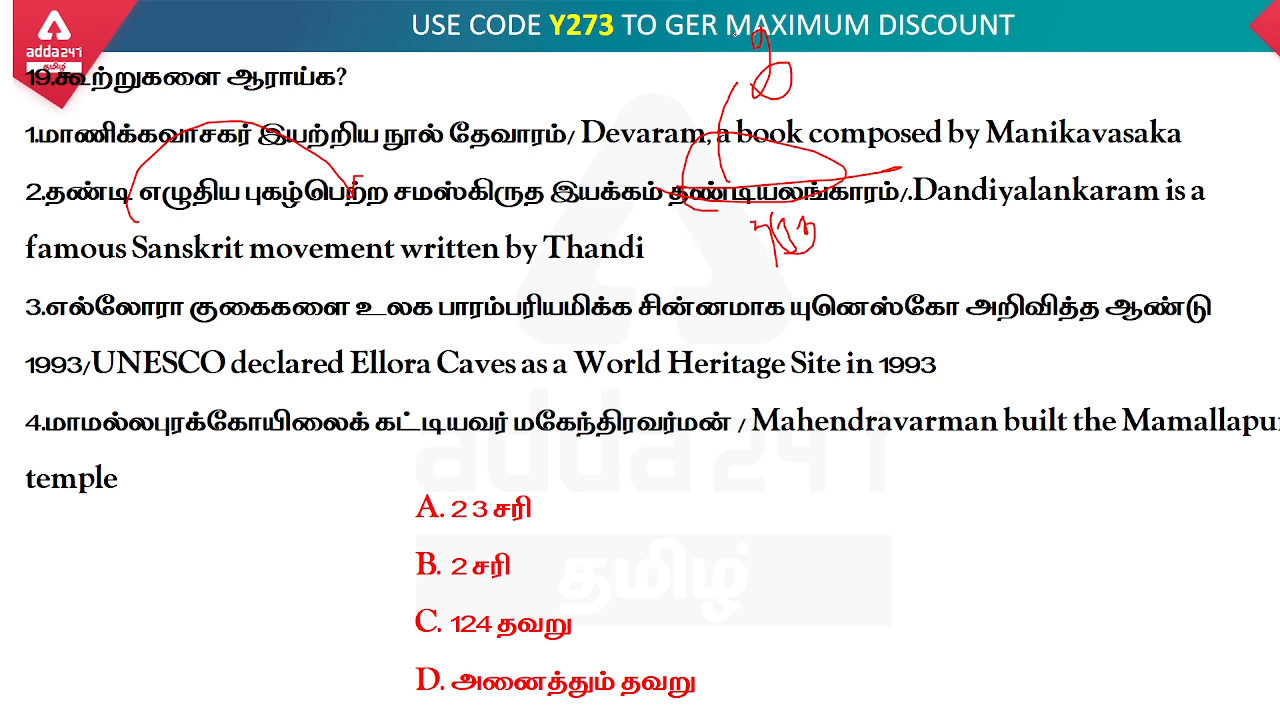 USE CODE Y273 TO GER MAXIMUM DISCOUNT
adda247
தமிழ்
19.கூற்றுகளை ஆராய்க?
1.மாணிக்கவாசகர் இயற்றிய நூல் தேவாரம்/ Devaram, a book composed by Manikavasaka
2.தண்டி எழுதிய புகழ்பெற்ற சமஸ்கிருத இயக்கம் தண்டியலங்காரம்/.Dandiyalankaram is a
famous Sanskrit movement written by Thandi
3.எல்லோரா குகைகளை உலக பாரம்பரியமிக்க சின்னமாக யுனெஸ்கோ அறிவித்த ஆண்டு
1993/UNESCO declared Ellora Caves as a World Heritage Site in 1993
4.மாமல்லபுரக்கோயிலைக் கட்டியவர் மகேந்திரவர்மன் / Mahendravarman built the Mamallapu
temple
A. 2 3 சரி
B. 2 சரி
C. 124 தவறு
D. அனைத்தும் தவறு
adda247
தமிழ்